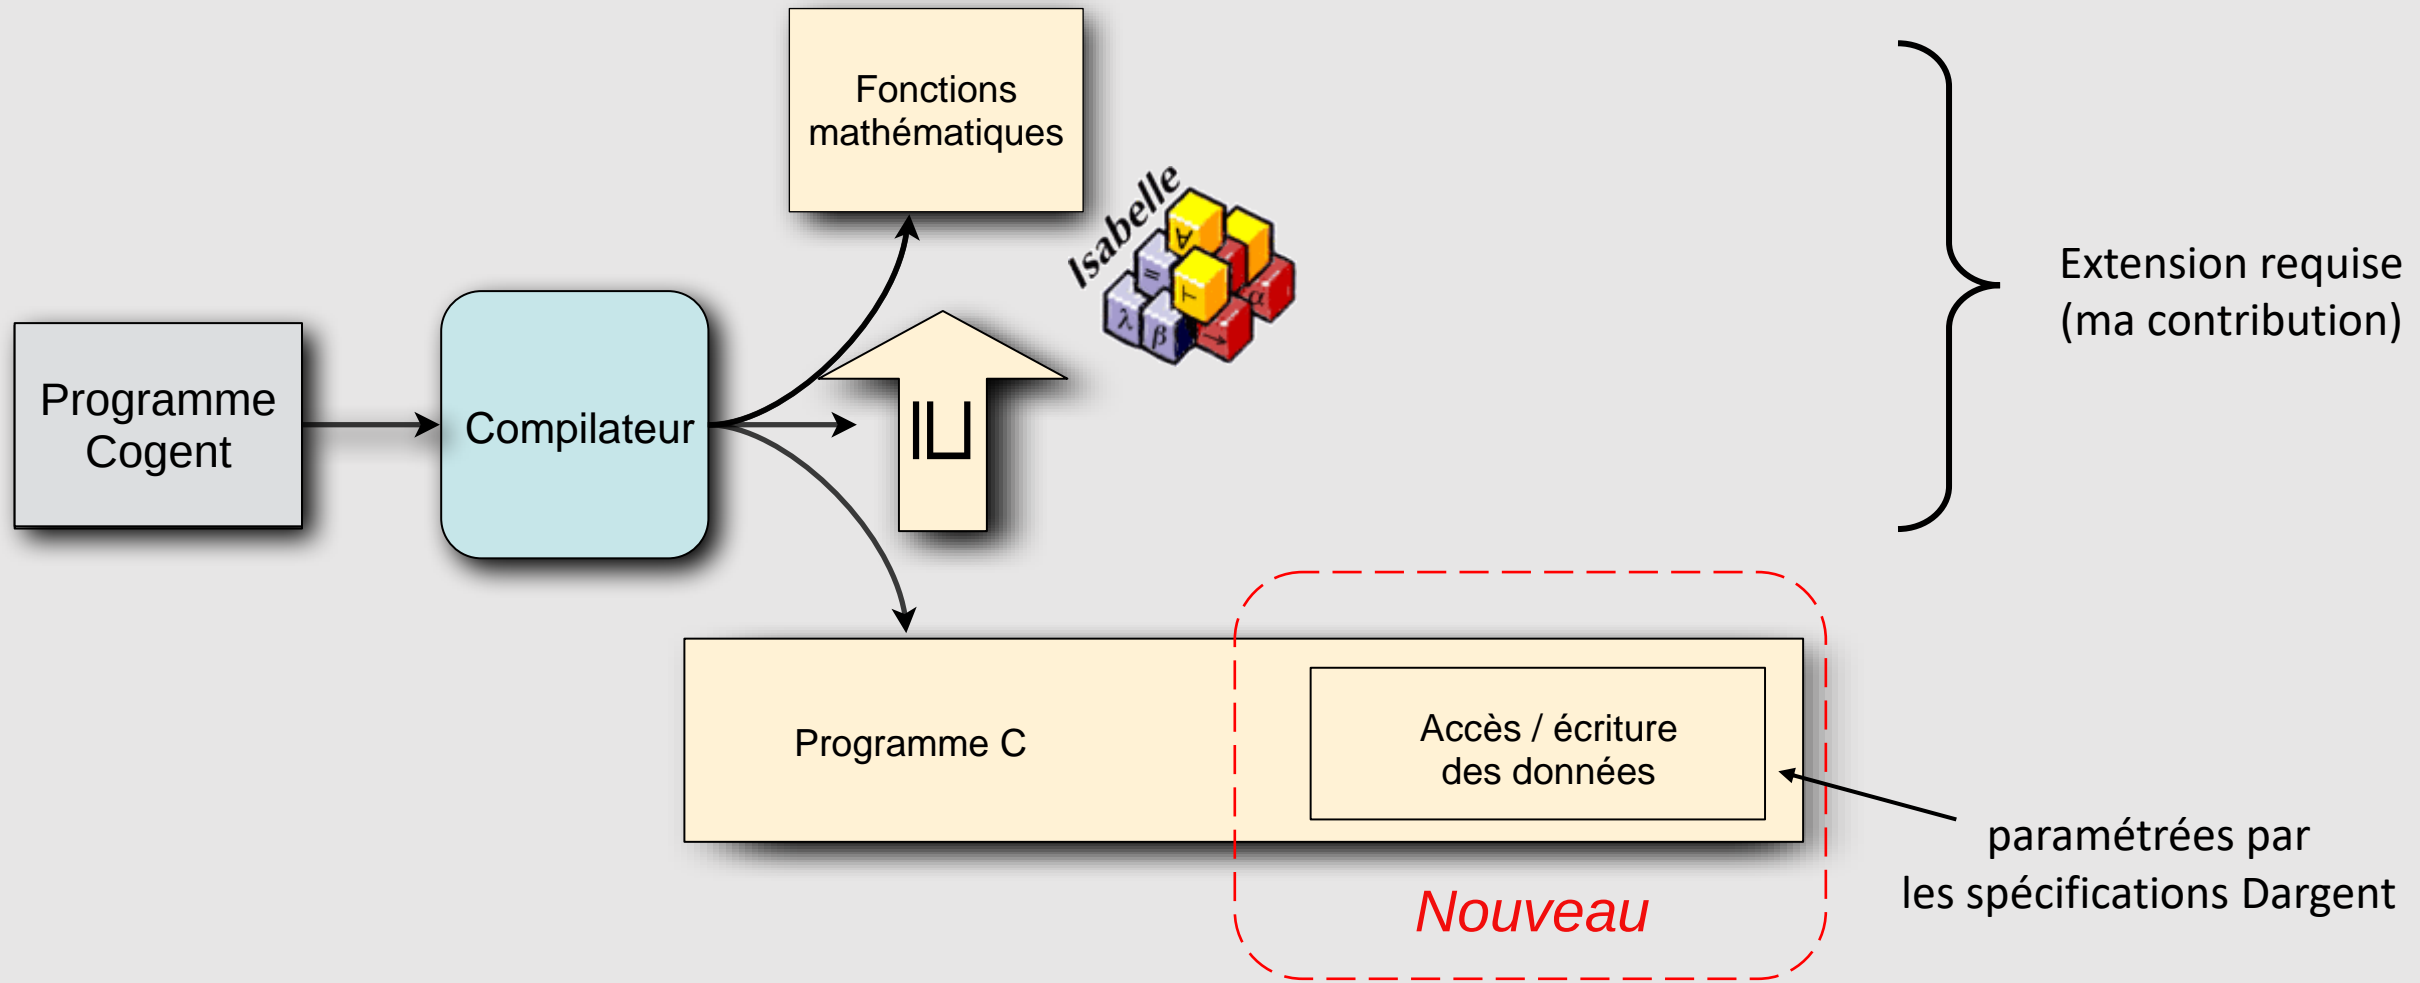 Fonctions
mathématiques
Isabelle
∀
=
⊢
α
λ
β
→
Extension requise
(ma contribution)
Programme
Cogent
Compilateur
Programme C
Accès / écriture
des données
paramétrées par
les spécifications Dargent
Nouveau